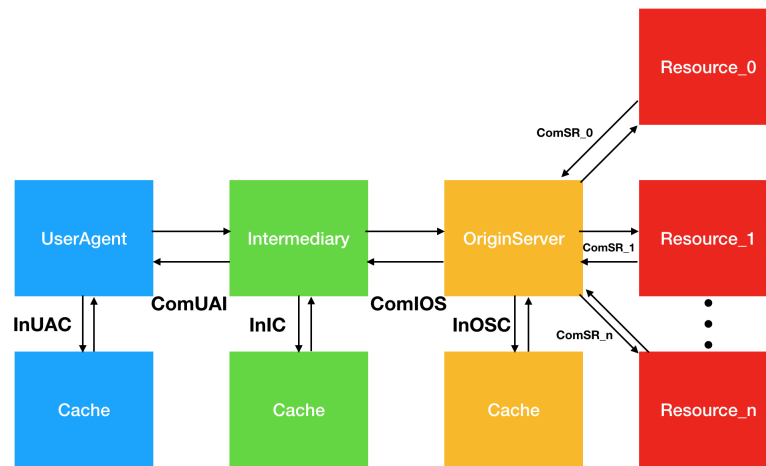 Resource_0
ComSR_0
UserAgent
Intermediary
OriginServer
Resource_1
ComSR_1
ComUAI
ComIOS
InUAC
InIC
InOSC
ComSR_n
Cache
Cache
Cache
Resource_n